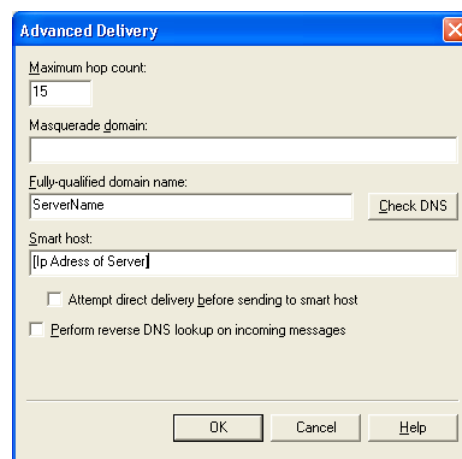 Advanced Delivery
Maximum hop count:
15
Masquerade domain:
Fully-qualified domain name:
ServerName
Check DNS
Smart host:
[Ip Adress of Server]
Attempt direct delivery before sending to smart host
Perform reverse DNS lookup on incoming messages
OK Cancel Help